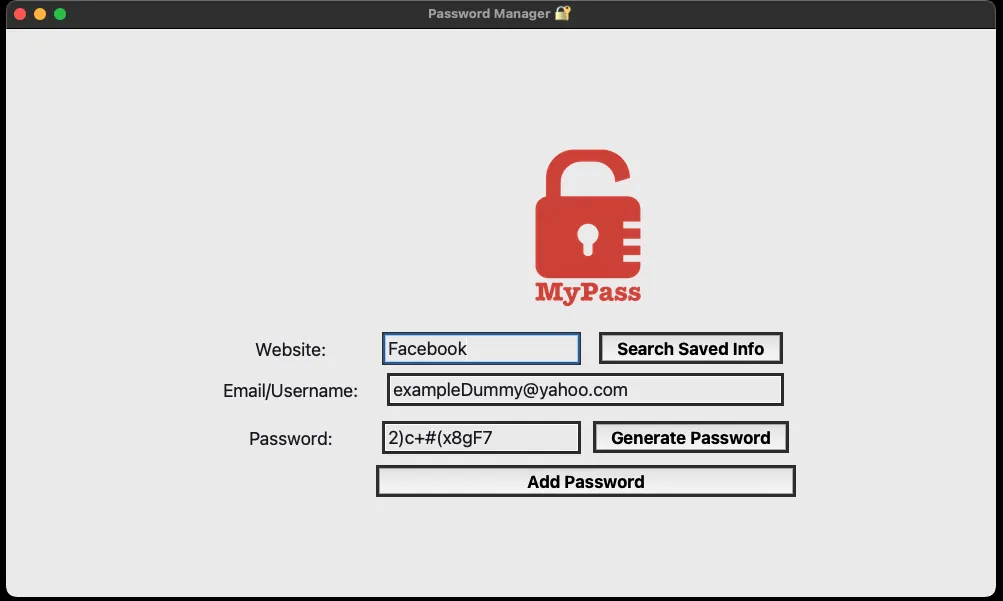 Password Manager 🔐
MyPass
Website: Facebook Search Saved Info
Email/Username: exampleDummy@yahoo.com
Password: 2)c+#(x8gF7 Generate Password
Add Password